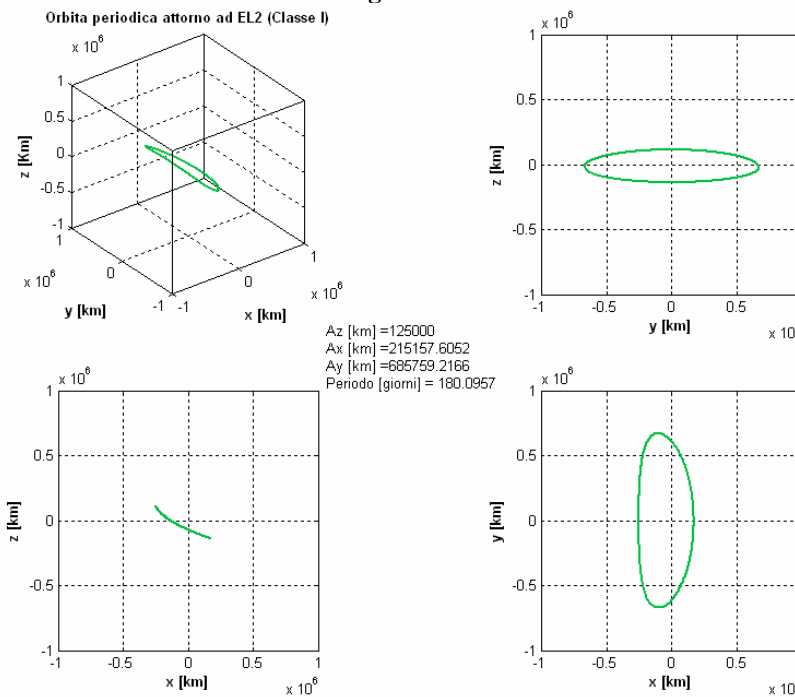 Orbita periodica attorno ad EL2 (Classe I)
x 10^6
1
0.5
0
-0.5
-1
z [Km]
1
0
-1
x 10^6
y [km]
-1
0
1
x 10^6
x [km]
x 10^6
1
0.5
0
-0.5
-1
z [km]
-1 -0.5 0 0.5
y [km]
x 10
Az [km] =125000
Ax [km] =215157.6052
Ay [km] =685759.2166
Periodo [giorni] = 180.0957
x 10^6
1
0.5
0
-0.5
-1
z [km]
-1 -0.5 0 0.5 1
x [km]
x 10^6
x 10^6
1
0.5
0
-0.5
-1
y [km]
-1 -0.5 0 0.5
x [km]
x 10